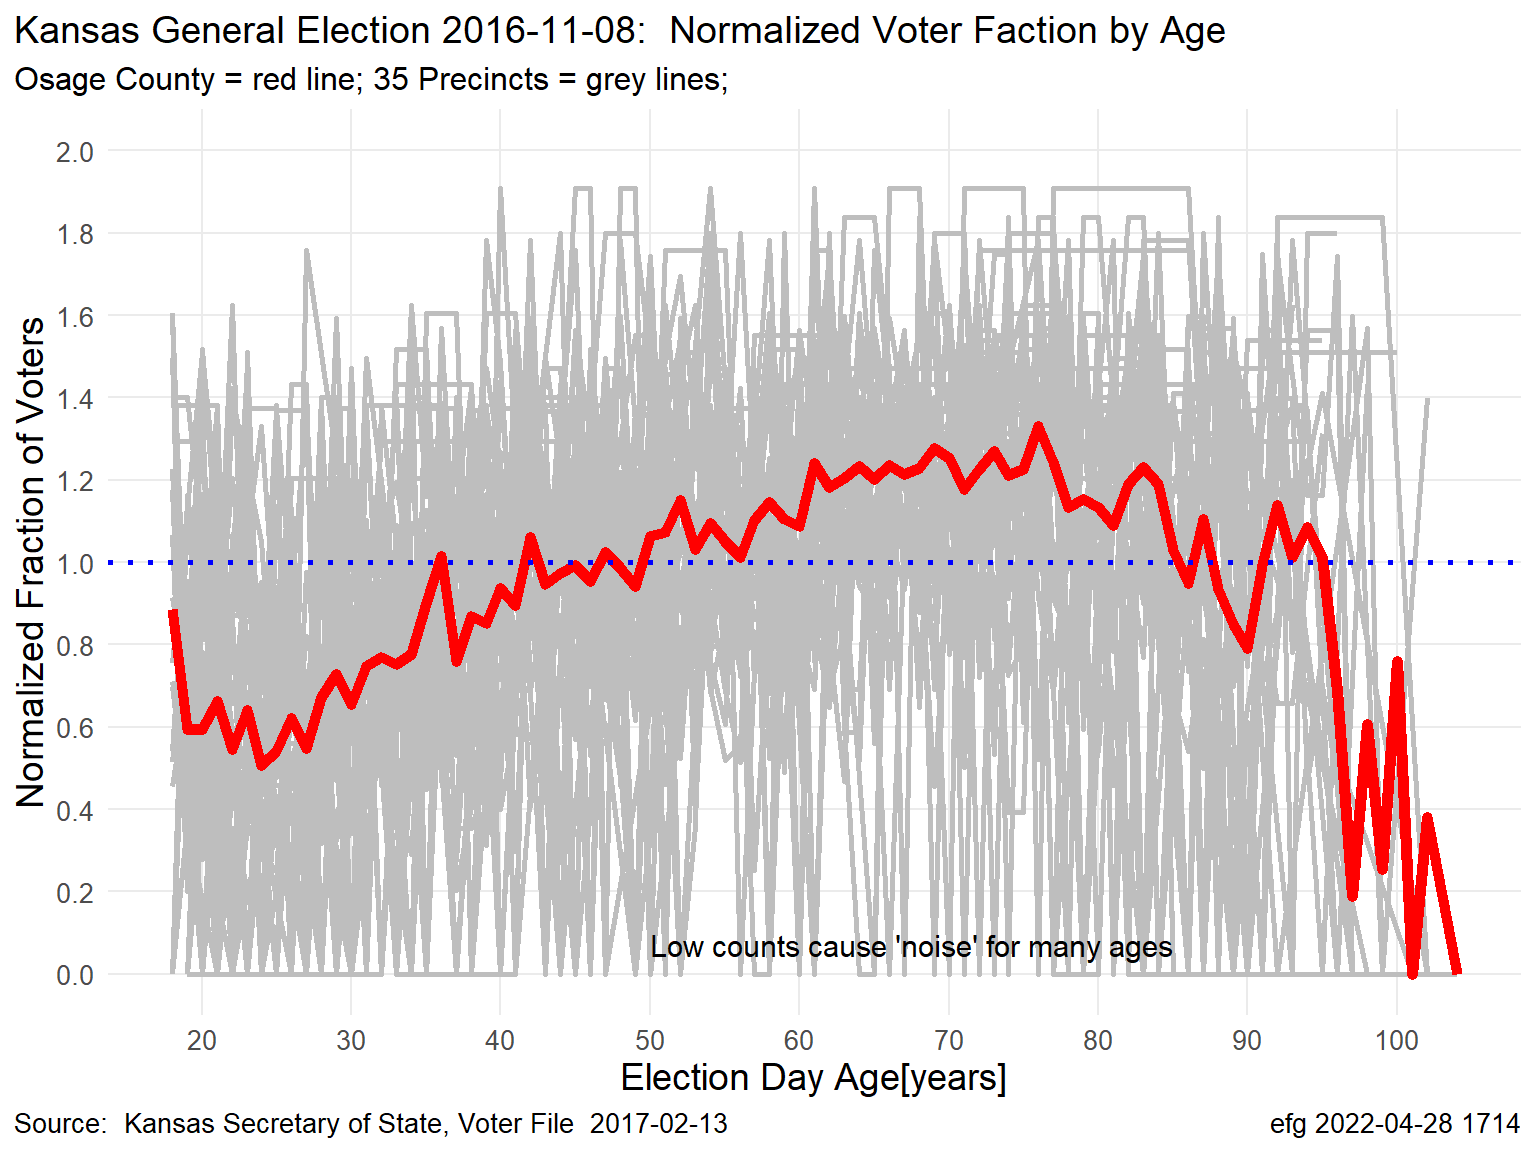 Kansas General Election 2016-11-08:  Normalized Voter Faction by Age
Osage County = red line; 35 Precincts = grey lines;
Normalized Fraction of Voters
2.0
1.8
1.6
1.4
1.2
1.0
0.8
0.6
0.4
0.2
0.0
Low counts cause 'noise' for many ages
20 30 40 50 60 70 80 90 100
Election Day Age[years]
Source:  Kansas Secretary of State, Voter File  2017-02-13
efg 2022-04-28 1714